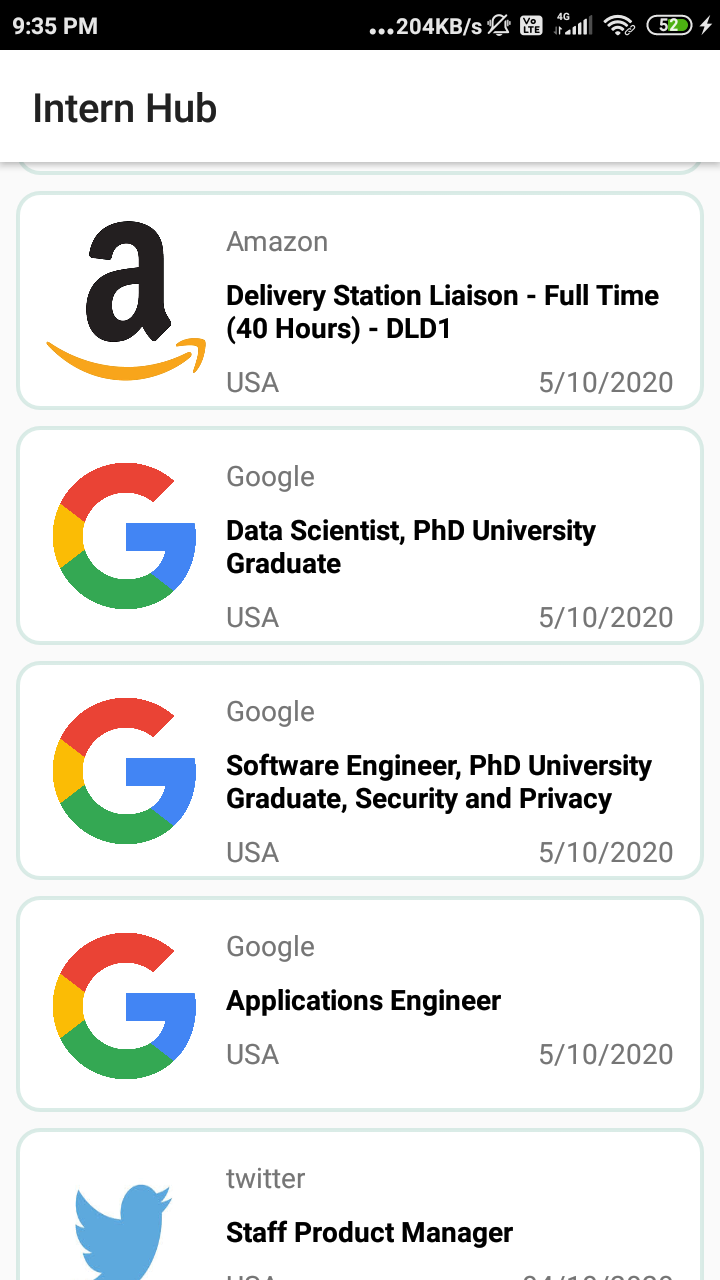 9:35 PM ...204KB/s Vo LTE 4G 52
Intern Hub
Amazon
Delivery Station Liaison - Full Time
(40 Hours) - DLD1
USA 5/10/2020
Google
Data Scientist, PhD University
Graduate
USA 5/10/2020
Google
Software Engineer, PhD University
Graduate, Security and Privacy
USA 5/10/2020
Google
Applications Engineer
USA 5/10/2020
twitter
Staff Product Manager